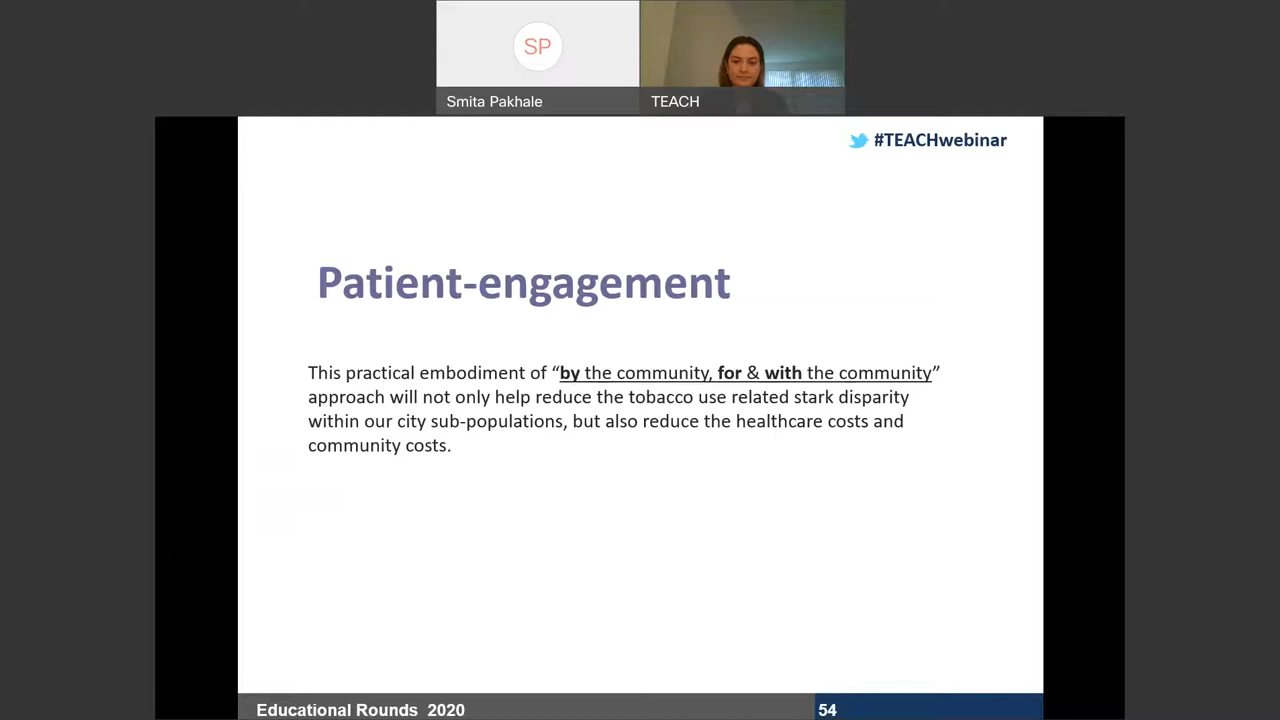 SP
Smita Pakhale
TEACH
#TEACHwebinar
Patient-engagement
This practical embodiment of “by the community, for & with the community”
approach will not only help reduce the tobacco use related stark disparity
within our city sub-populations, but also reduce the healthcare costs and
community costs.
Educational Rounds 2020
54